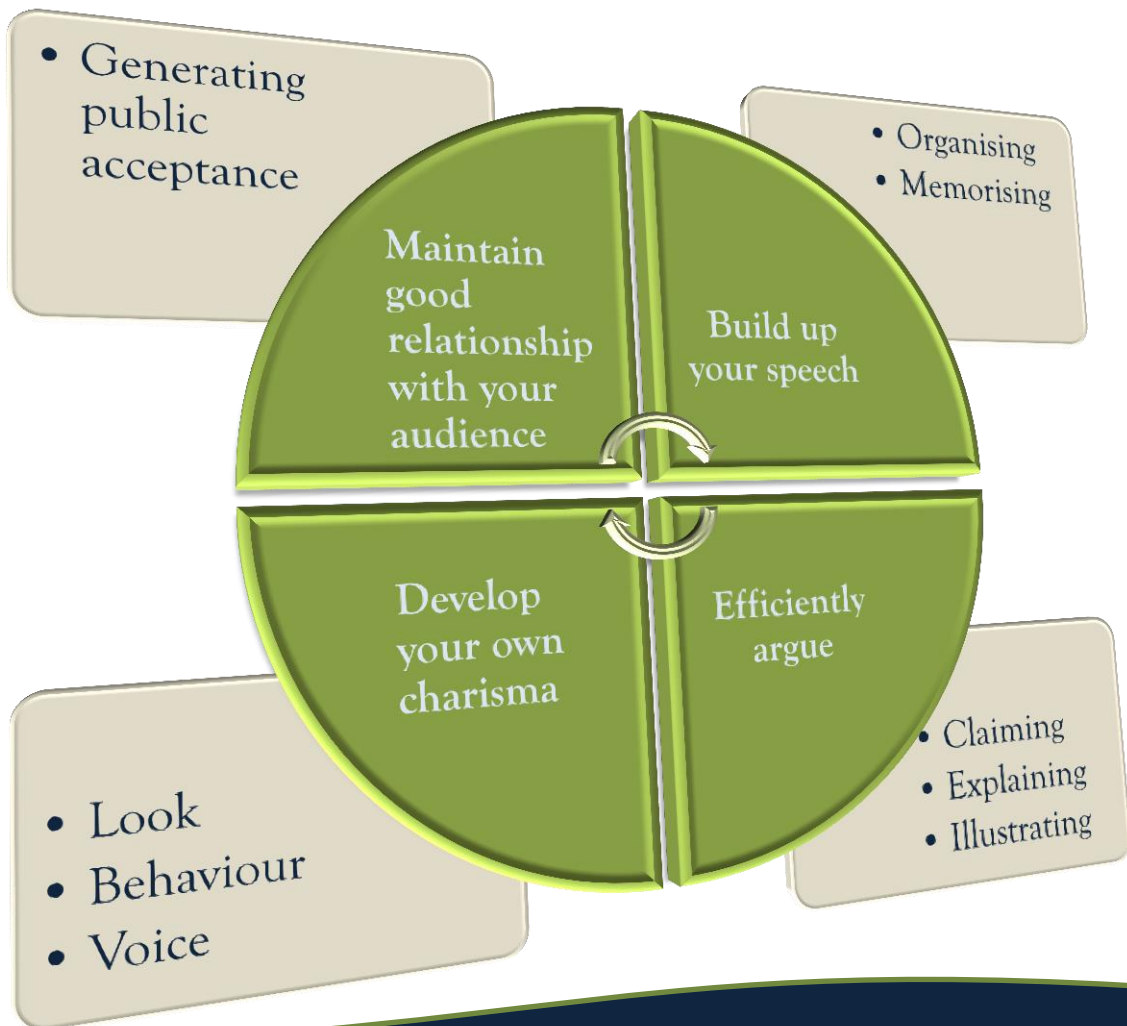 • Generating
public
acceptance
• Organising
• Memorising
Maintain
good
relationship
with your
audience
Build up
your speech
Develop
your own
charisma
Efficiently
argue
• Look
• Behaviour
• Voice
• Claiming
• Explaining
• Illustrating